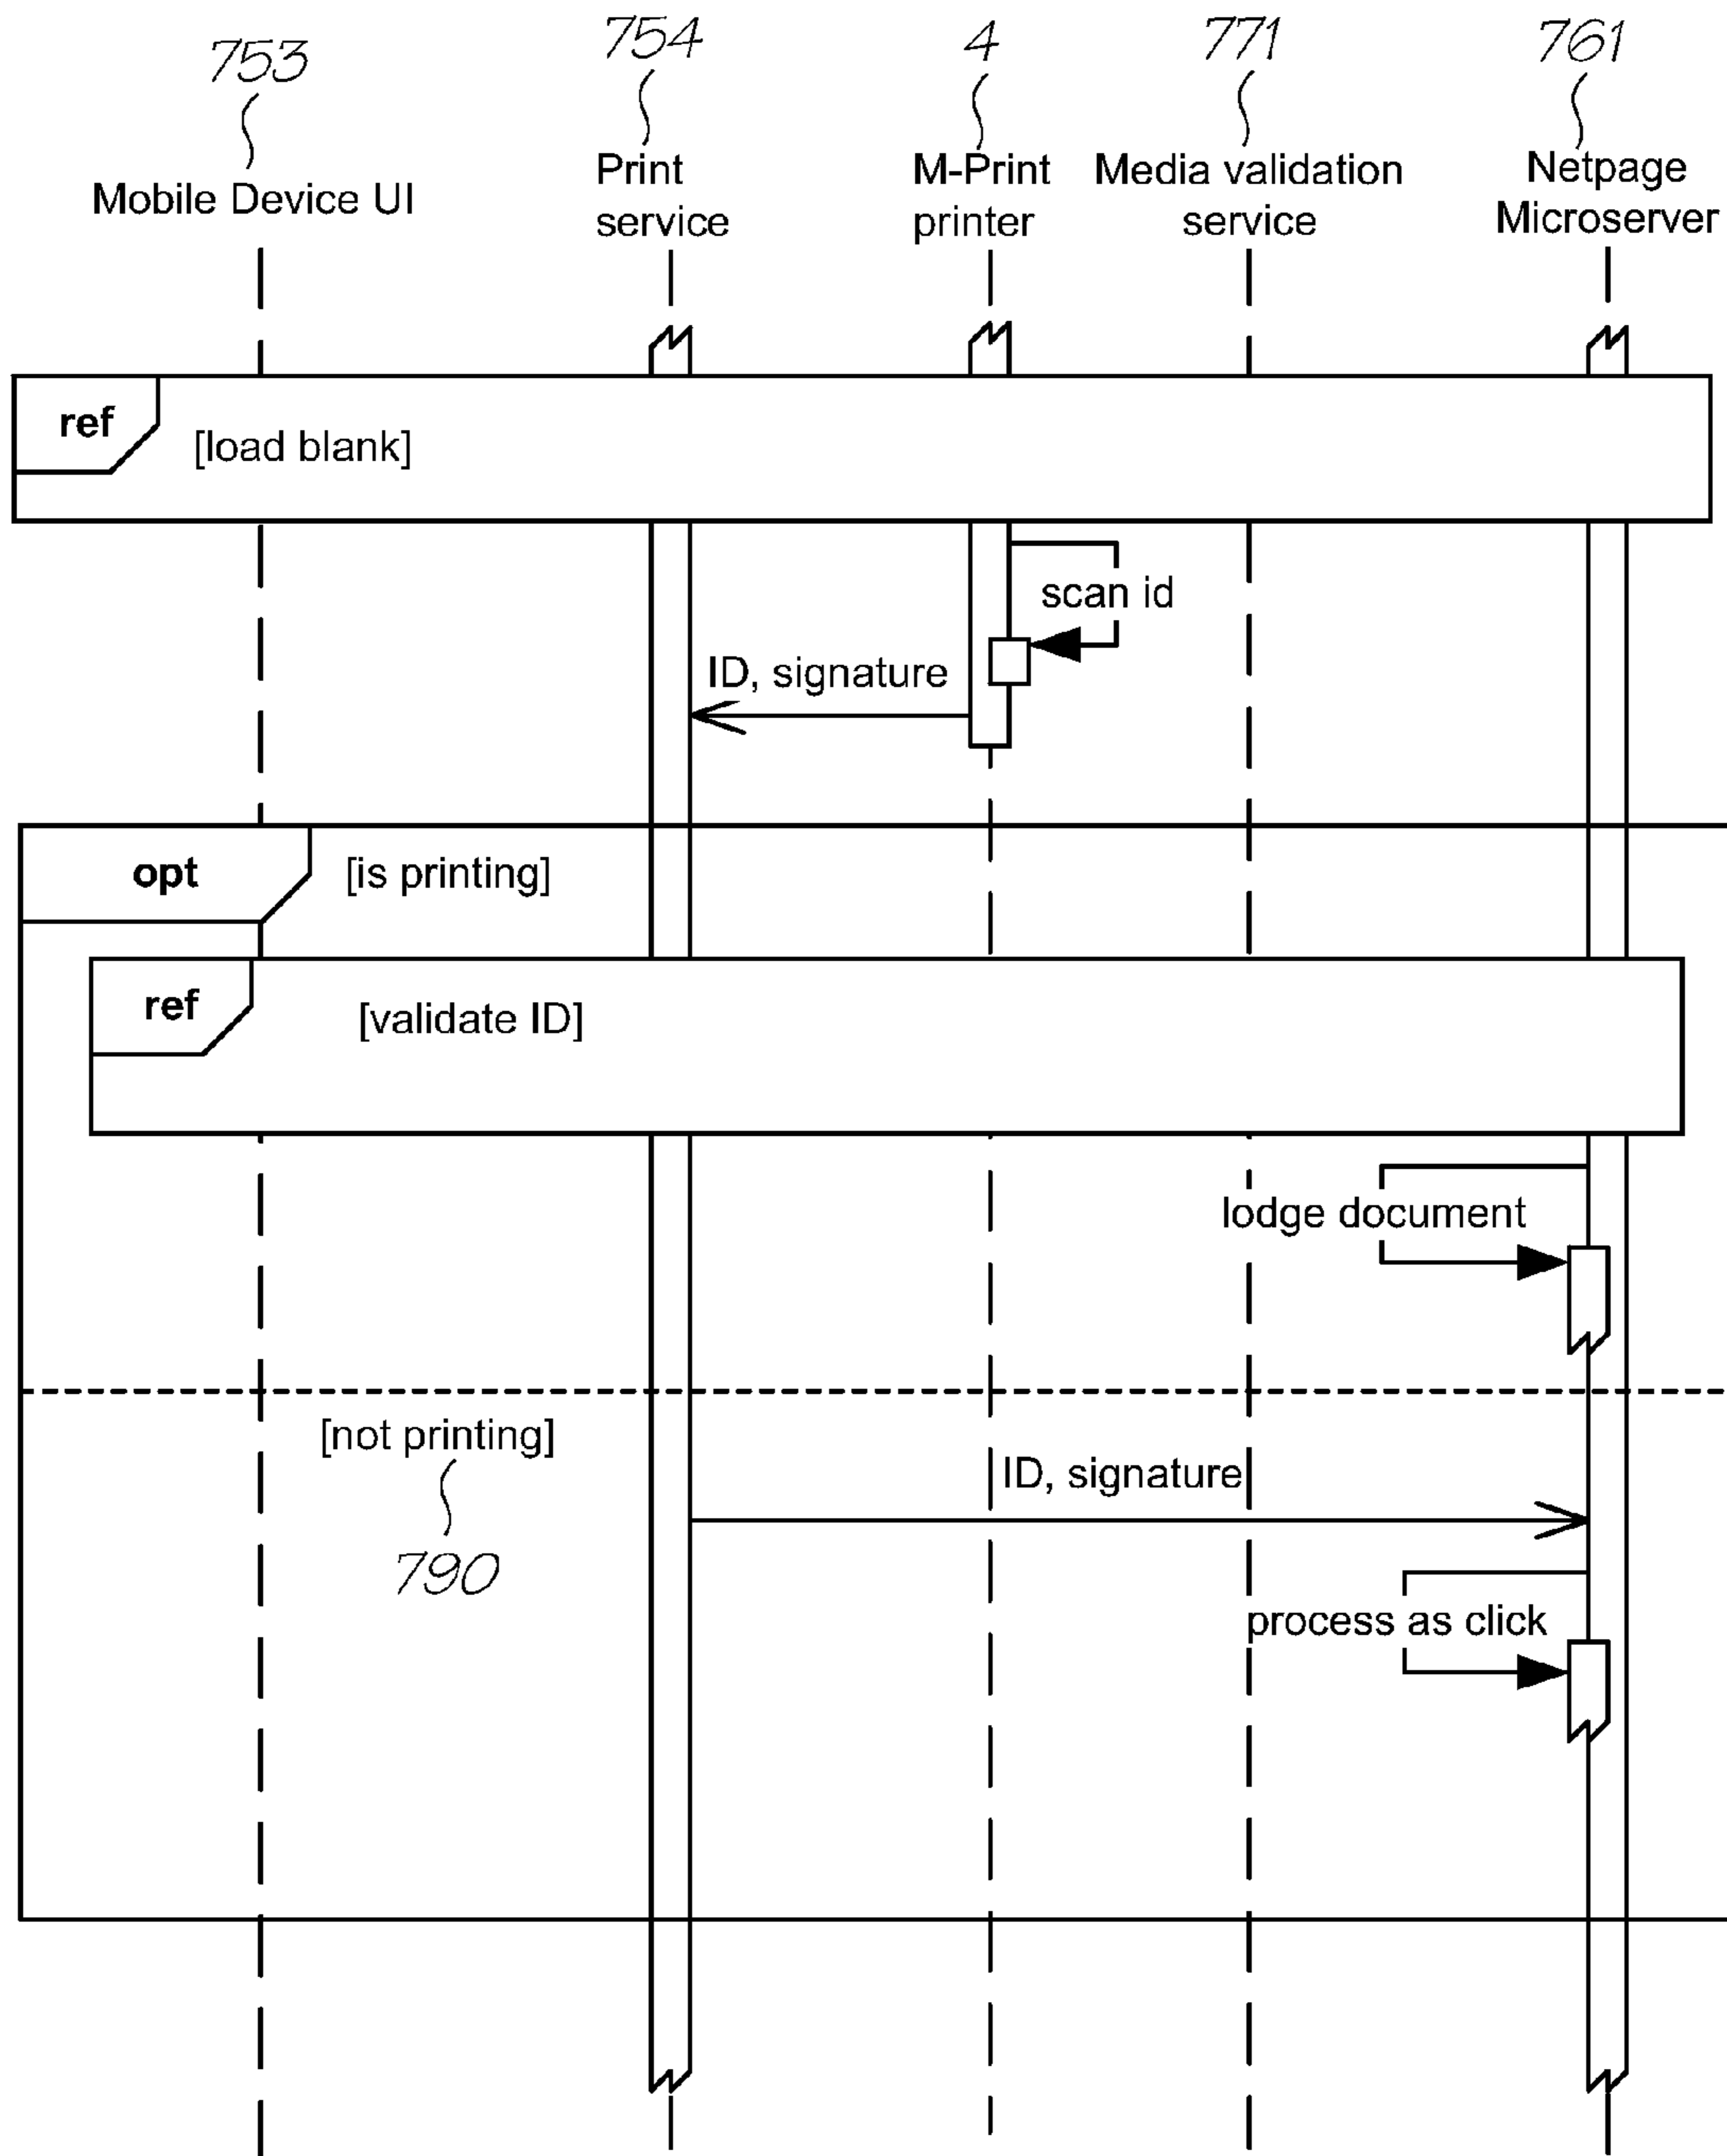 753
754
4
771
761
Mobile Device UI
Print
service
M-Print
printer
Media validation
service
Netpage
Microserver
ref
[load blank]
scan id
ID, signature
opt
[is printing]
ref
[validate ID]
lodge document
[not printing]
ID, signature
790
process as click